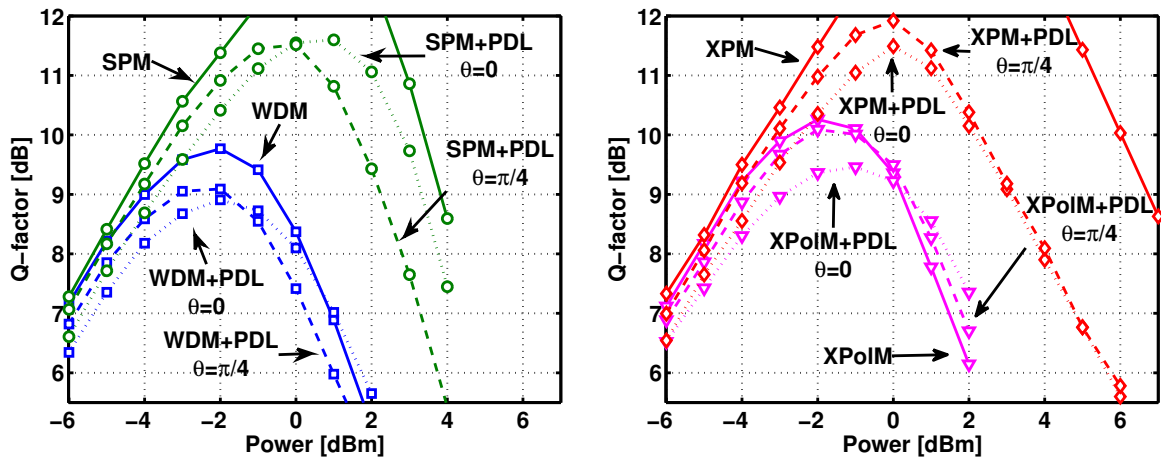 12
11
10
9
8
7
6
Q−factor [dB]
−6
−4
−2
0
2
4
6
Power [dBm]
SPM
SPM+PDL
θ=0
WDM
SPM+PDL
θ=π/4
WDM+PDL
θ=0
WDM+PDL
θ=π/4
12
11
10
9
8
7
6
Q−factor [dB]
−6
−4
−2
0
2
4
6
Power [dBm]
XPM
XPM+PDL
θ=π/4
XPM+PDL
θ=0
XPolM+PDL
θ=π/4
XPolM+PDL
θ=0
XPolM